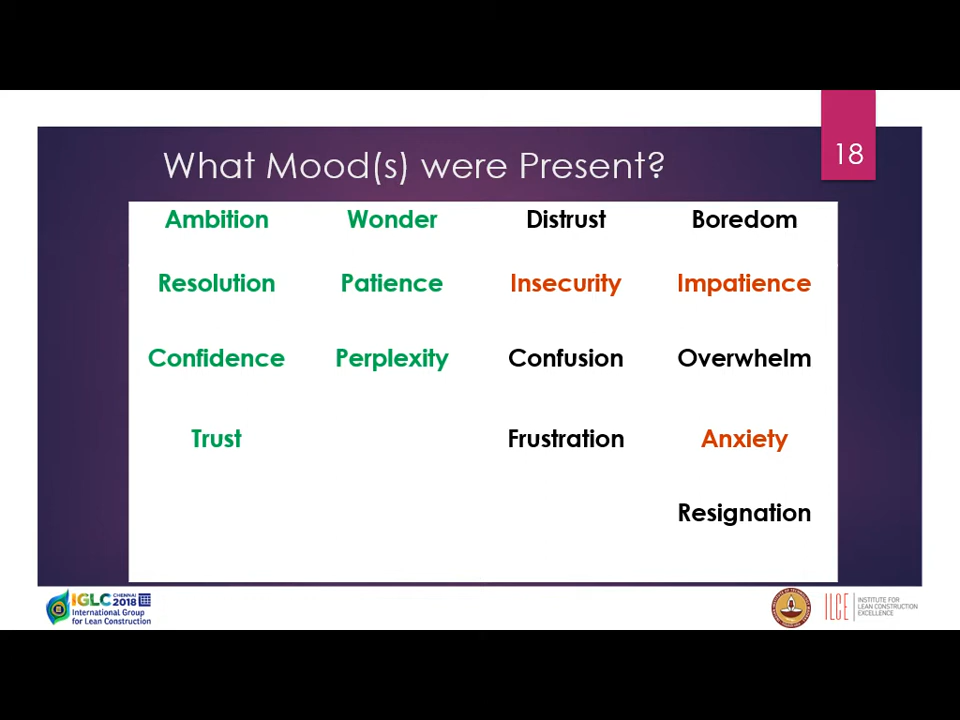 18
What Mood(s) were Present?
Ambition Wonder Distrust Boredom
Resolution Patience Insecurity Impatience
Confidence Perplexity Confusion Overwhelm
Trust Frustration Anxiety
Resignation
IGLC CHENNAI 2018
International Group
for Lean Construction
ILCE
INSTITUTE FOR
LEAN CONSTRUCTION
EXCELLENCE